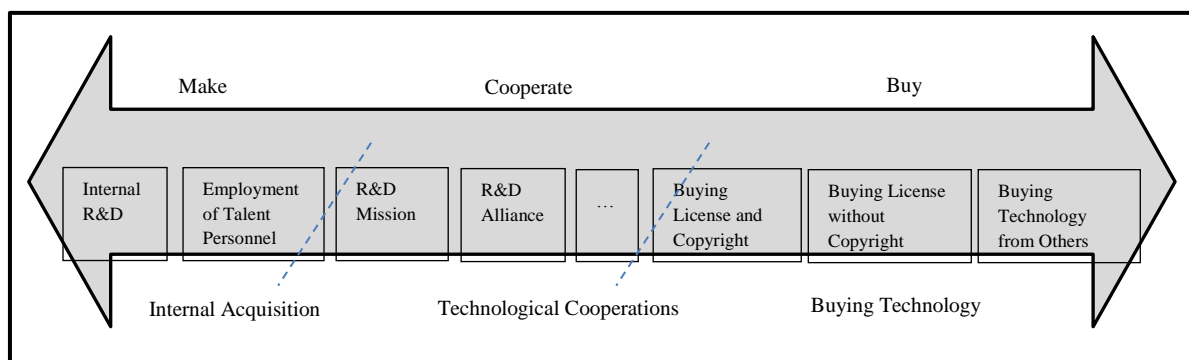 Make
Cooperate
Buy
Internal
R&D
Employment
of Talent
Personnel
R&D
Mission
R&D
Alliance
…
Buying
License and
Copyright
Buying License
without
Copyright
Buying
Technology
from Others
Internal Acquisition
Technological Cooperations
Buying Technology